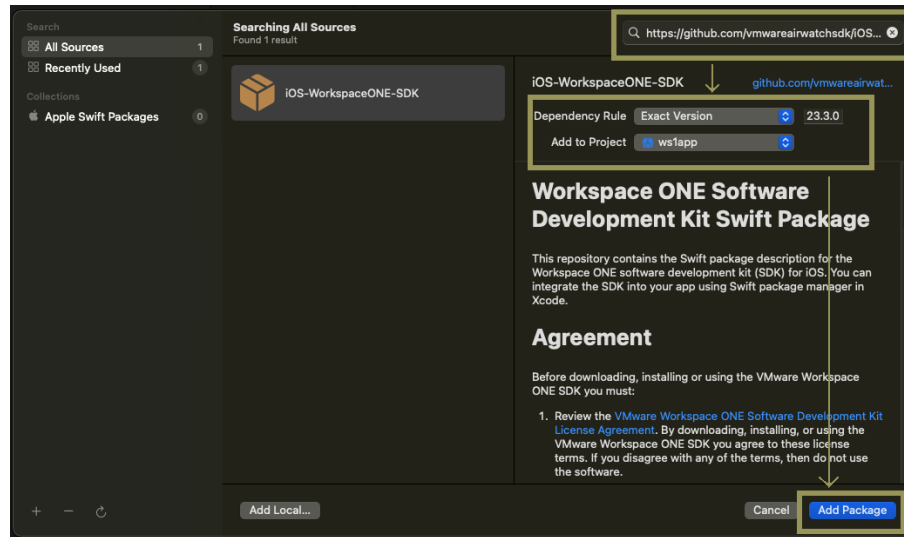 Search
All Sources 1
Recently Used 1
Collections
Apple Swift Packages 0
Searching All Sources
Found 1 result
https://github.com/vmwareairwatchsdk/iOS...
iOS-WorkspaceONE-SDK
iOS-WorkspaceONE-SDK
github.com/vmwareairwat...
Dependency Rule Exact Version 23.3.0
Add to Project ws1app
Workspace ONE Software
Development Kit Swift Package
This repository contains the Swift package description for the
Workspace ONE software development kit (SDK) for iOS. You can
integrate the SDK into your app using Swift package manager in
Xcode.
Agreement
Before downloading, installing or using the VMware Workspace
ONE SDK you must:
1. Review the VMware Workspace ONE Software Development Kit
License Agreement. By downloading, installing, or using the
VMware Workspace ONE SDK you agree to these license
terms. If you disagree with any of the terms, then do not use
the software.
Add Local...
Cancel
Add Package